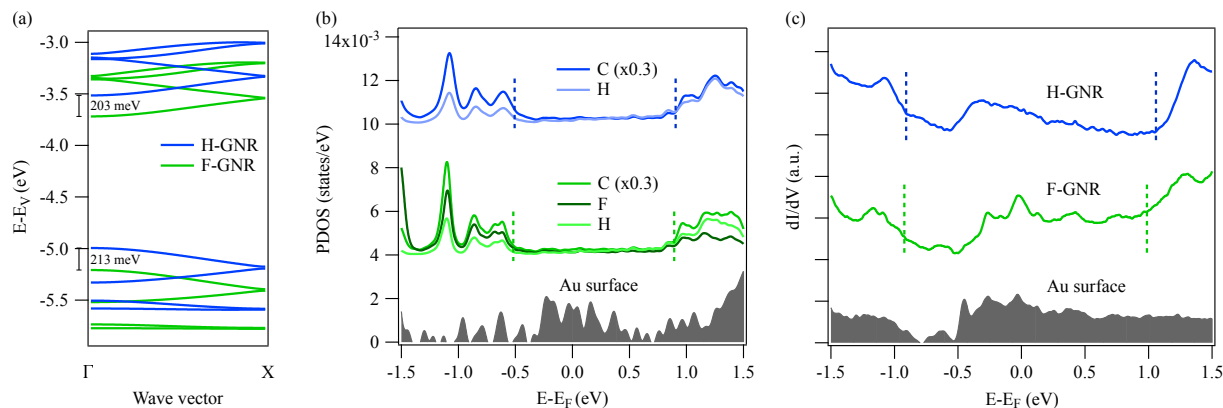 (a)
-3.0
-3.5
-4.0
-4.5
-5.0
-5.5
E-E_V (eV)
203 meV
H-GNR
F-GNR
213 meV
Γ
X
Wave vector
(b)
14x10^-3
12
10
8
6
4
2
0
PDOS (states/eV)
C (x0.3)
H
C (x0.3)
F
H
Au surface
-1.5
-1.0
-0.5
0.0
0.5
1.0
1.5
E-E_F (eV)
(c)
dI/dV (a.u.)
H-GNR
F-GNR
Au surface
-1.5
-1.0
-0.5
0.0
0.5
1.0
1.5
E-E_F (eV)